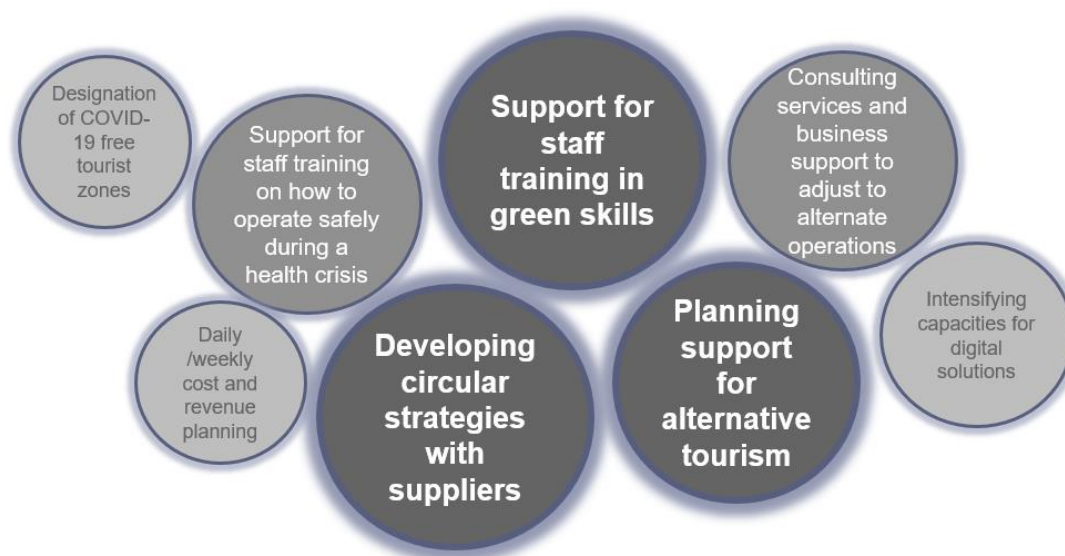 Designation
of COVID-
19 free
tourist
zones
Support for
staff training
on how to
operate safely
during a
health crisis
Support for
staff
training in
green skills
Consulting
services and
business
support to
adjust to
alternate
operations
Daily
/weekly
cost and
revenue
planning
Developing
circular
strategies
with
suppliers
Planning
support
for
alternative
tourism
Intensifying
capacities for
digital
solutions